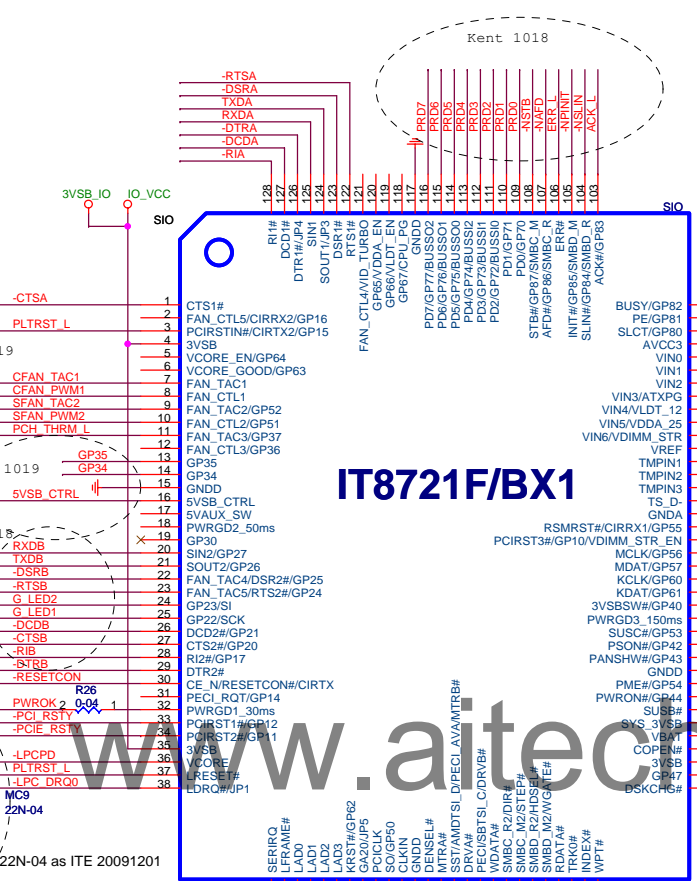 Kent 1018
-RTSA
-DSRA
TXDA
RXDA
-DTRA
-DCDA
-RIA
PRD7
PRD6
PRD5
PRD4
PRD3
PRD2
PRD1
PRD0
-NSTB
-NAFD
ERR_L
-NPINIT
-NSLIN
ACK_L
128
127
126
125
124
123
122
121
120
119
118
117
116
115
114
113
112
111
110
109
108
107
106
105
104
103
3VSB_IO IO_VCC
SIO
SIO
RI1#
DCD1#
DTR1#/JP4
SIN1
SOUT1/JP3
DSR1#
RTS1#
FAN_CTL4/VID_TURBO
GP65/VDDA_EN
GP66/VLDT_EN
GP67/CPU_PG
GNDD
PD7/GP77/BUSSO2
PD6/GP76/BUSSO1
PD5/GP75/BUSSO0
PD4/GP74/BUSSI2
PD3/GP73/BUSSI1
PD2/GP72/BUSSI0
PD1/GP71
PD0/GP70
STB#/GP87/SMBC_M
AFD#/GP86/SMBC_R
ERR#
INIT#/GP85/SMBD_M
SLIN#/GP84/SMBD_R
ACK#/GP83
-CTSA 1 CTS1#
2 FAN_CTL5/CIRRX2/GP16
PLTRST_L 3 PCIRSTIN#/CIRTX2/GP15
4 3VSB
19
5 VCORE_EN/GP64
6 VCORE_GOOD/GP63
CFAN_TAC1 7 FAN_TAC1
CFAN_PWM1 8 FAN_CTL1
SFAN_TAC2 9 FAN_TAC2/GP52
SFAN_PWM2 10 FAN_CTL2/GP51
PCH_THRM_L 11 FAN_TAC3/GP37
12 FAN_CTL3/GP36
GP35 13 GP35
1019 GP34 14 GP34
15 GNDD
5VSB_CTRL 16 5VSB_CTRL
17 5VAUX_SW
18 PWRGD2_50ms
18
19 GP30
RXDB 20 SIN2/GP27
TXDB 21 SOUT2/GP26
-DSRB 22 FAN_TAC4/DSR2#/GP25
-RTSB 23 FAN_TAC5/RTS2#/GP24
G_LED2 24 GP23/SI
G_LED1 25 GP22/SCK
-DCDB 26 DCD2#/GP21
-CTSB 27 CTS2#/GP20
-RIB 28 RI2#/GP17
-DTRB 29 DTR2#
-RESETCON 30 CE_N/RESETCON#/CIRTX
R26 31 PECI_RQT/GP14
PWROK 2 0-04 1 32 PWRGD1_30ms
-PCI_RSTY 33 PCIRST1#/GP12
-PCIE_RSTY 34 PCIRST2#/GP11
35 3VSB
-LPCPD 36 VCORE
PLTRST_L 37 LRESET#
-LPC_DRQ0 38 LDRQ#/JP1
MC9
22N-04
22N-04 as ITE 20091201
IT8721F/BX1
BUSY/GP82
PE/GP81
SLCT/GP80
AVCC3
VIN0
VIN1
VIN2
VIN3/ATXPG
VIN4/VLDT_12
VIN5/VDDA_25
VIN6/VDIMM_STR
VREF
TMPIN1
TMPIN2
TMPIN3
TS_D-
GNDA
RSMRST#/CIRRX1/GP55
PCIRST3#/GP10/VDIMM_STR_EN
MCLK/GP56
MDAT/GP57
KCLK/GP60
KDAT/GP61
3VSBSW#/GP40
PWRGD3_150ms
SUSC#/GP53
PSON#/GP42
PANSHW#/GP43
GNDD
PME#/GP54
PWRON#/GP44
SUSB#
SYS_3VSB
VBAT
COPEN#
3VSB
GP47
DSKCHG#
www.aitech
SERIRQ
LFRAME#
LAD0
LAD1
LAD2
LAD3
KRST#/GP62
GA20/JP5
PCICLK
SO/GP50
CLKIN
GNDD
DENSEL#
MTRA#
SST/AMDTSI_D/PECI_AVA/MTRB#
DRVA#
PECI/SBTSI_C/DRVB#
WDATA#
SMBC_R2/DIR#
SMBC_M2/STEP#
SMBD_R2/HDSEL#
SMBD_M2/WGATE#
RDATA#
TRK0#
INDEX#
WPT#